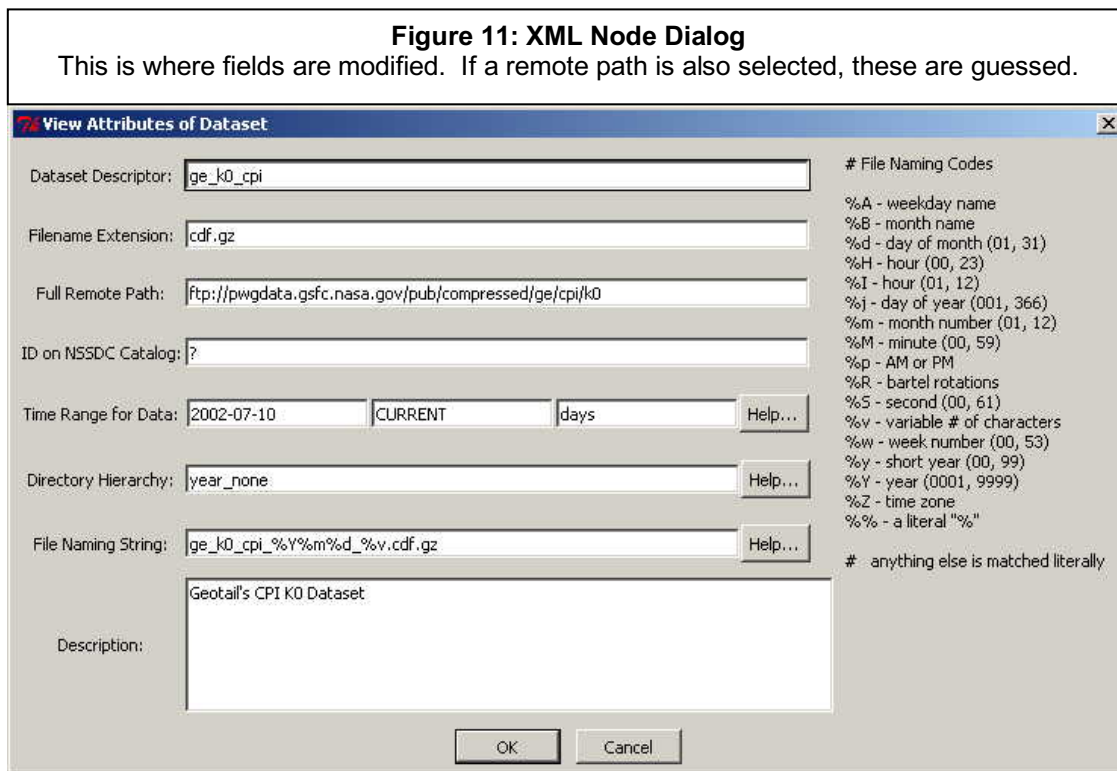 Figure 11: XML Node Dialog
This is where fields are modified. If a remote path is also selected, these are guessed.
View Attributes of Dataset
Dataset Descriptor: ge_k0_cpi
Filename Extension: cdf.gz
Full Remote Path: ftp://pwgdata.gsfc.nasa.gov/pub/compressed/ge/cpi/k0
ID on NSSDC Catalog: ?
Time Range for Data: 2002-07-10 CURRENT days Help...
Directory Hierarchy: year_none Help...
File Naming String: ge_k0_cpi_%Y%m%d_%v.cdf.gz Help...
Description: Geotail's CPI K0 Dataset
# File Naming Codes
%A - weekday name
%B - month name
%d - day of month (01, 31)
%H - hour (00, 23)
%I - hour (01, 12)
%j - day of year (001, 366)
%m - month number (01, 12)
%M - minute (00, 59)
%p - AM or PM
%R - bartel rotations
%S - second (00, 61)
%v - variable # of characters
%w - week number (00, 53)
%y - short year (00, 99)
%Y - year (0001, 9999)
%Z - time zone
%% - a literal "%"
# anything else is matched literally
OK Cancel